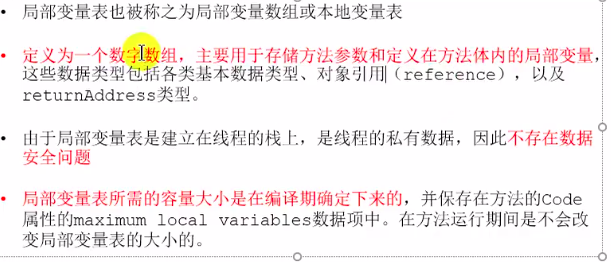 • 局部变量表也被称之为局部变量数组或本地变量表
• 定义为一个数字数组，主要用于存储方法参数和定义在方法体内的局部变量，
这些数据类型包括各类基本数据类型、对象引用（reference），以及
returnAddress类型。
• 由于局部变量表是建立在线程的栈上，是线程的私有数据，因此不存在数据
安全问题
• 局部变量表所需的容量大小是在编译期确定下来的，并保存在方法的Code
属性的maximum local variables数据项中。在方法运行期间是不会改
变局部变量表的大小的。